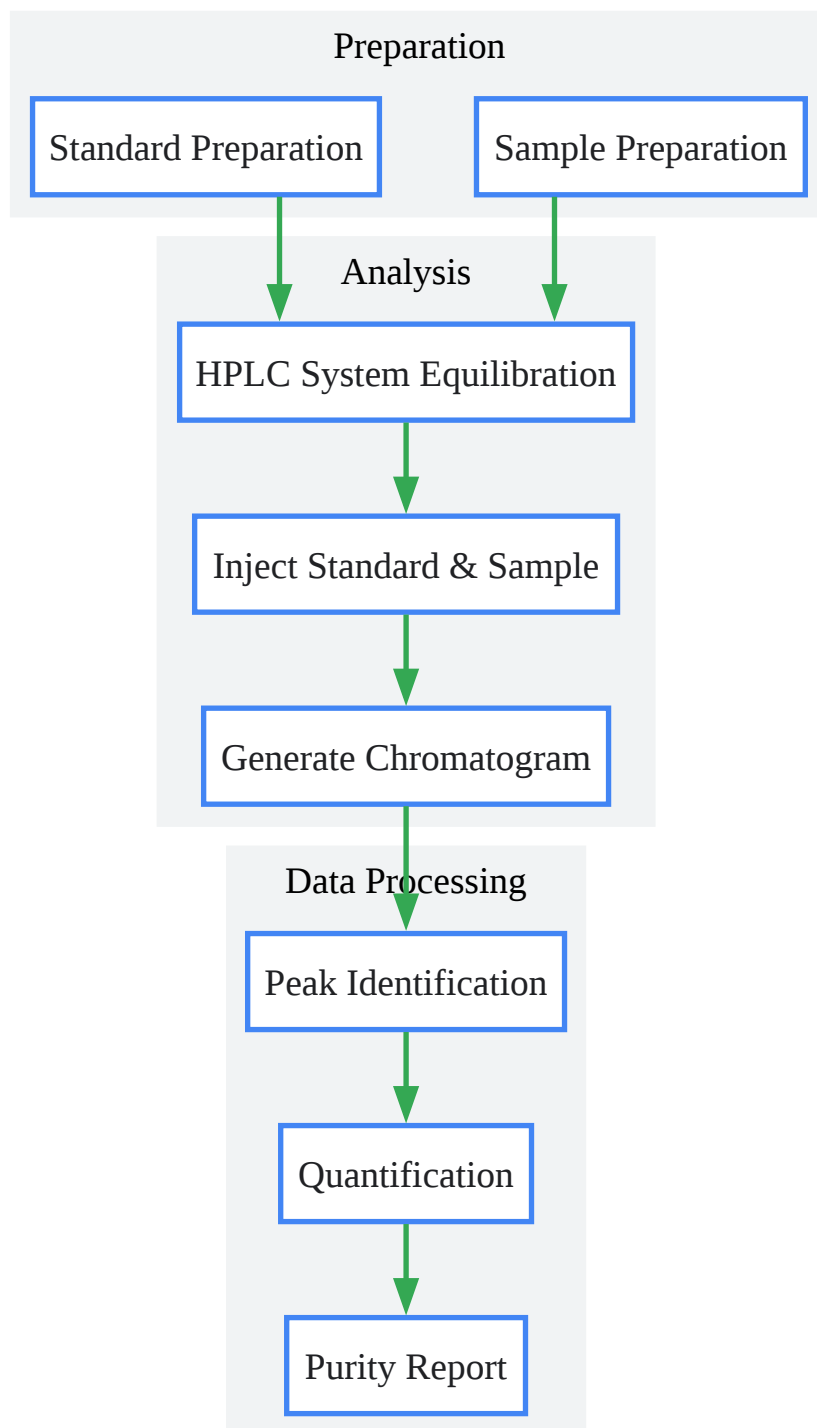 Preparation
Standard Preparation
Sample Preparation
Analysis
HPLC System Equilibration
Inject Standard & Sample
Generate Chromatogram
Data Processing
Peak Identification
Quantification
Purity Report